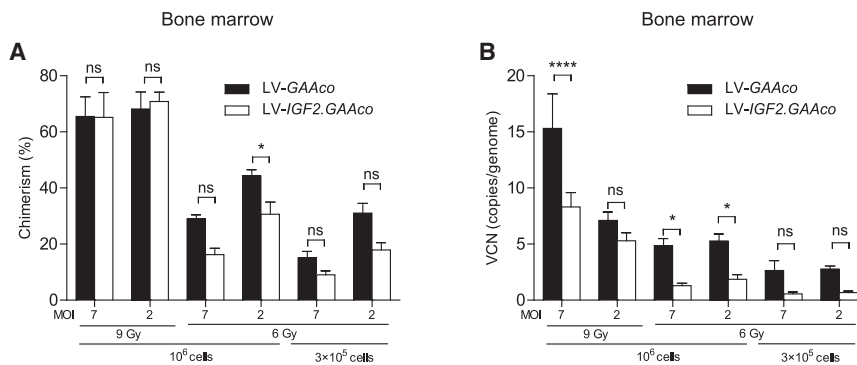 Bone marrow
A
ns
ns
LV-GAAco
LV-IGF2.GAAco
80
60
40
20
0
Chimerism (%)
ns
*
ns
ns
MOI 7 2 7 2 7 2
9 Gy 6 Gy
10⁶ cells 3×10⁵ cells
Bone marrow
B
****
LV-GAAco
LV-IGF2.GAAco
20
15
10
5
0
VCN (copies/genome)
ns
*
*
ns
ns
MOI 7 2 7 2 7 2
9 Gy 6 Gy
10⁶ cells 3×10⁵ cells